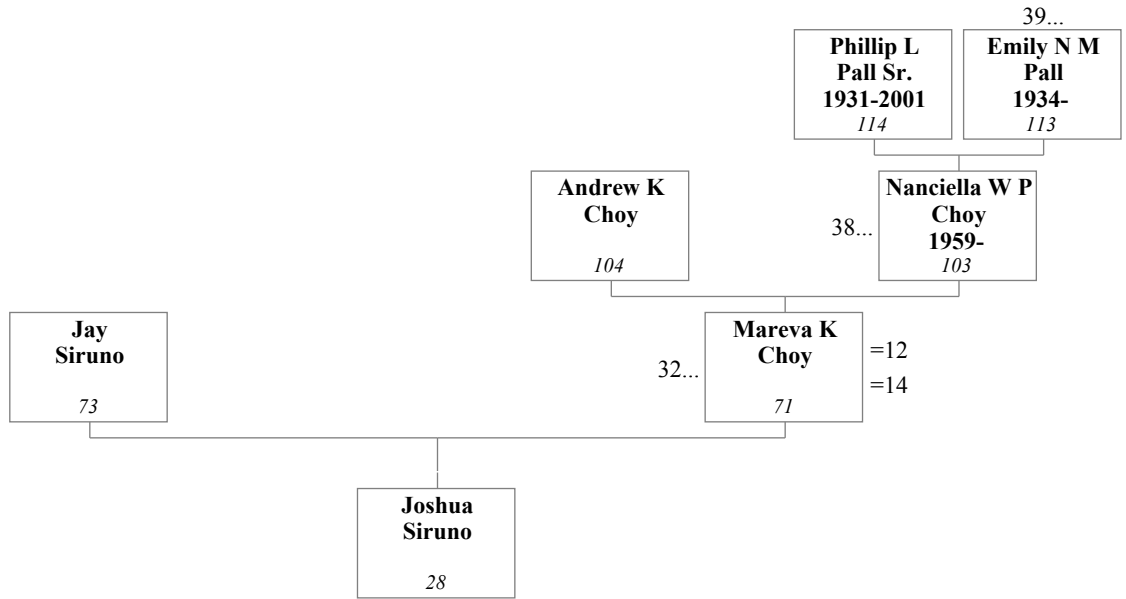 39...
Phillip L
Pall Sr.
1931-2001
114
Emily N M
Pall
1934-
113
Andrew K
Choy
104
38...
Nanciella W P
Choy
1959-
103
Jay
Siruno
73
32...
Mareva K
Choy
71
=12
=14
Joshua
Siruno
28